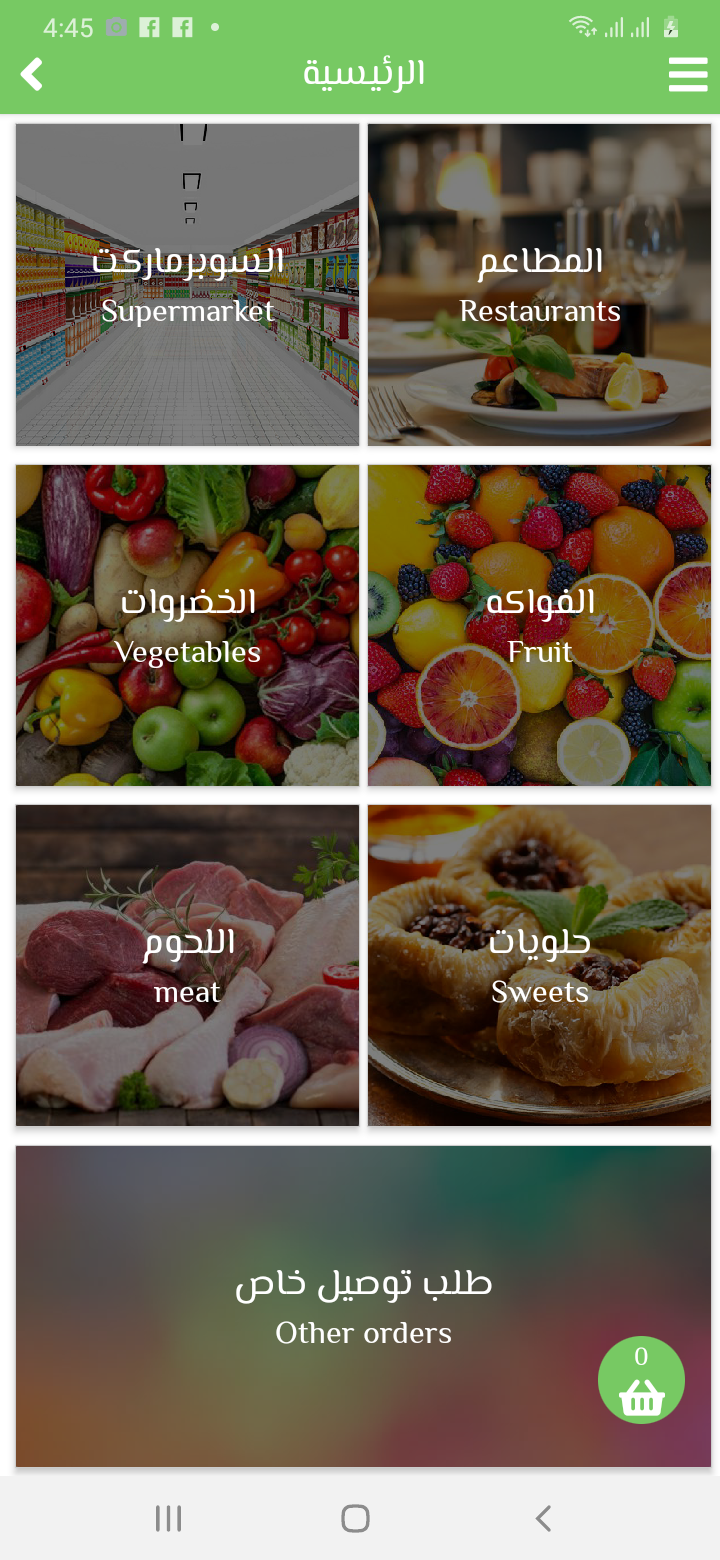 4:45
الرئيسية
السوبرماركت
Supermarket
المطاعم
Restaurants
الخضروات
Vegetables
الفواكه
Fruit
اللحوم
meat
حلويات
Sweets
طلب توصيل خاص
Other orders
0